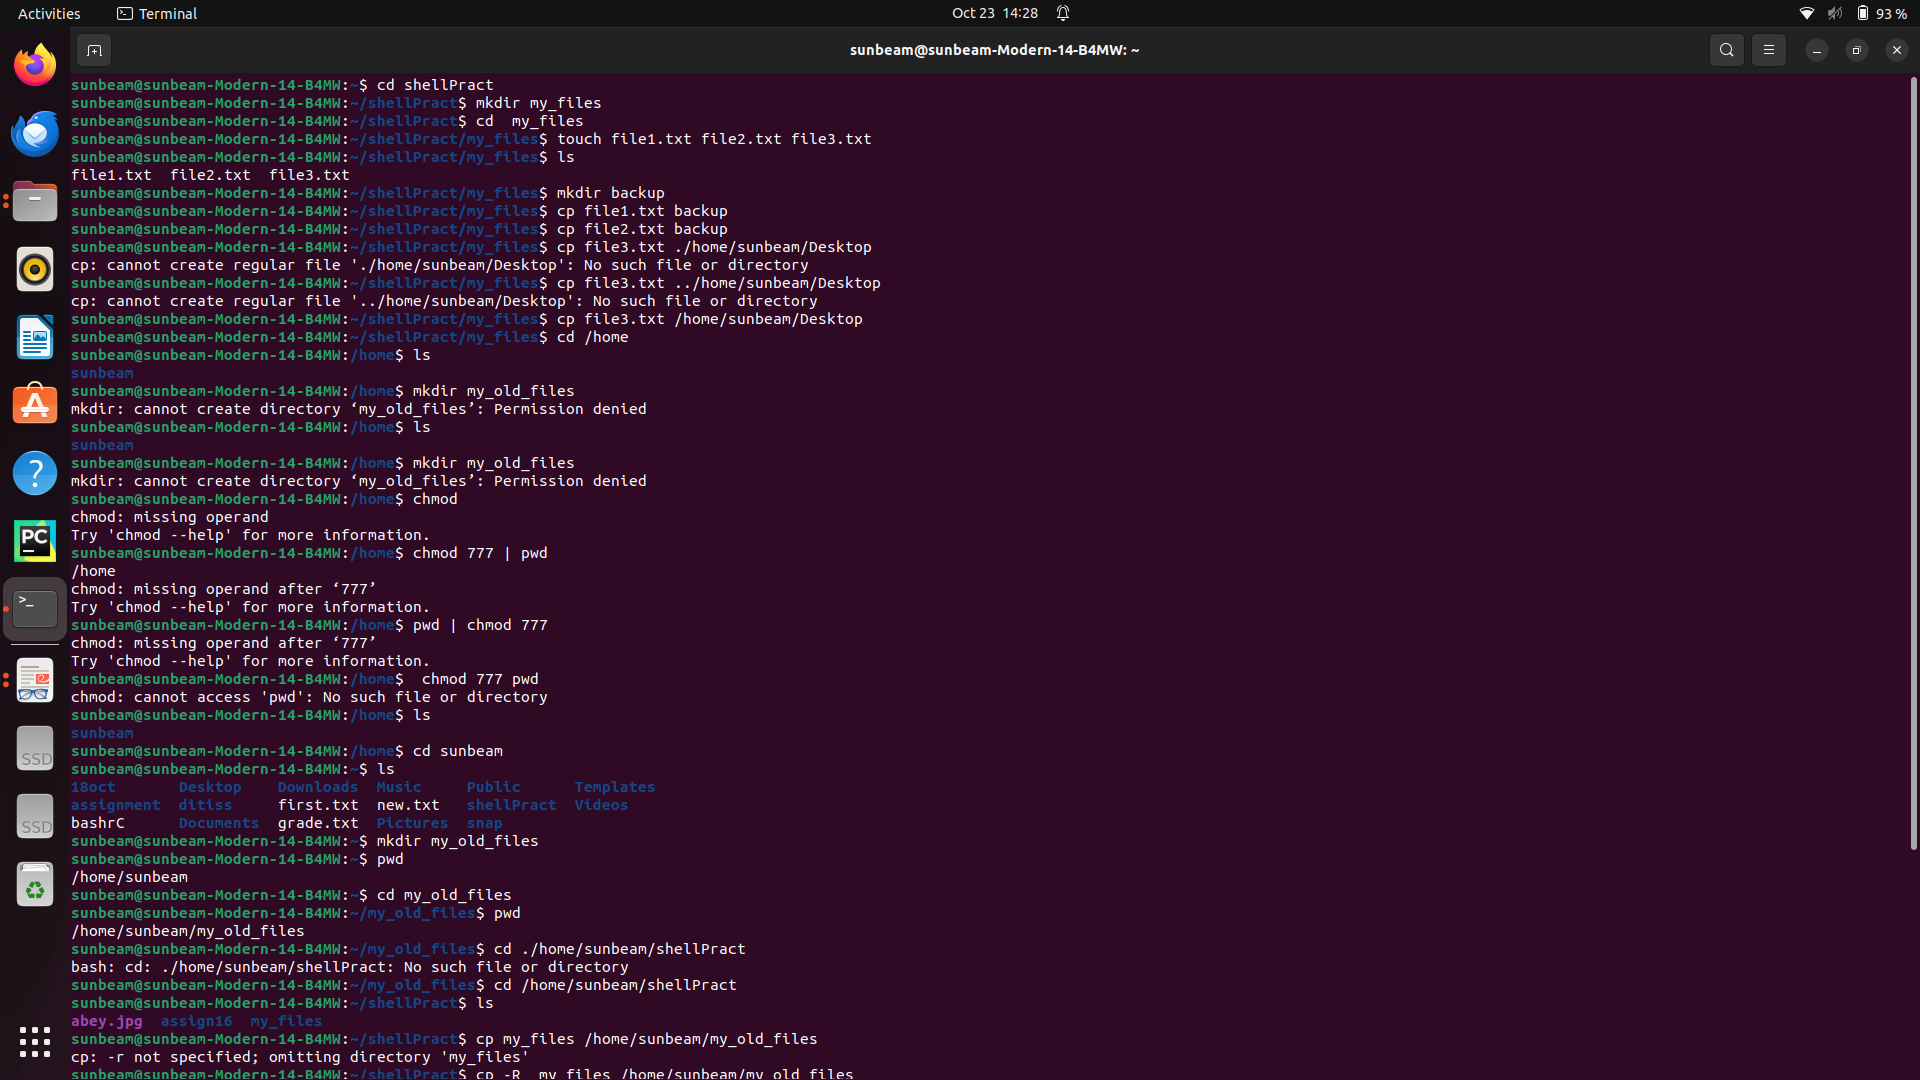 Activities
Terminal
Oct 23 14:28
93 %
sunbeam@sunbeam-Modern-14-B4MW: ~
sunbeam@sunbeam-Modern-14-B4MW:~$ cd shellPract
sunbeam@sunbeam-Modern-14-B4MW:~/shellPract$ mkdir my_files
sunbeam@sunbeam-Modern-14-B4MW:~/shellPract$ cd  my_files
sunbeam@sunbeam-Modern-14-B4MW:~/shellPract/my_files$ touch file1.txt file2.txt file3.txt
sunbeam@sunbeam-Modern-14-B4MW:~/shellPract/my_files$ ls
file1.txt  file2.txt  file3.txt
sunbeam@sunbeam-Modern-14-B4MW:~/shellPract/my_files$ mkdir backup
sunbeam@sunbeam-Modern-14-B4MW:~/shellPract/my_files$ cp file1.txt backup
sunbeam@sunbeam-Modern-14-B4MW:~/shellPract/my_files$ cp file2.txt backup
sunbeam@sunbeam-Modern-14-B4MW:~/shellPract/my_files$ cp file3.txt ./home/sunbeam/Desktop
cp: cannot create regular file './home/sunbeam/Desktop': No such file or directory
sunbeam@sunbeam-Modern-14-B4MW:~/shellPract/my_files$ cp file3.txt ../home/sunbeam/Desktop
cp: cannot create regular file '../home/sunbeam/Desktop': No such file or directory
sunbeam@sunbeam-Modern-14-B4MW:~/shellPract/my_files$ cp file3.txt /home/sunbeam/Desktop
sunbeam@sunbeam-Modern-14-B4MW:~/shellPract/my_files$ cd /home
sunbeam@sunbeam-Modern-14-B4MW:/home$ ls
sunbeam
sunbeam@sunbeam-Modern-14-B4MW:/home$ mkdir my_old_files
mkdir: cannot create directory ‘my_old_files’: Permission denied
sunbeam@sunbeam-Modern-14-B4MW:/home$ ls
sunbeam
sunbeam@sunbeam-Modern-14-B4MW:/home$ mkdir my_old_files
mkdir: cannot create directory ‘my_old_files’: Permission denied
sunbeam@sunbeam-Modern-14-B4MW:/home$ chmod
chmod: missing operand
Try 'chmod --help' for more information.
sunbeam@sunbeam-Modern-14-B4MW:/home$ chmod 777 | pwd
/home
chmod: missing operand after ‘777’
Try 'chmod --help' for more information.
sunbeam@sunbeam-Modern-14-B4MW:/home$ pwd | chmod 777
chmod: missing operand after ‘777’
Try 'chmod --help' for more information.
sunbeam@sunbeam-Modern-14-B4MW:/home$  chmod 777 pwd
chmod: cannot access 'pwd': No such file or directory
sunbeam@sunbeam-Modern-14-B4MW:/home$ ls
sunbeam
sunbeam@sunbeam-Modern-14-B4MW:/home$ cd sunbeam
sunbeam@sunbeam-Modern-14-B4MW:~$ ls
18oct       Desktop    Downloads  Music     Public      Templates
assignment  ditiss     first.txt  new.txt   shellPract  Videos
bashrC      Documents  grade.txt  Pictures  snap
sunbeam@sunbeam-Modern-14-B4MW:~$ mkdir my_old_files
sunbeam@sunbeam-Modern-14-B4MW:~$ pwd
/home/sunbeam
sunbeam@sunbeam-Modern-14-B4MW:~$ cd my_old_files
sunbeam@sunbeam-Modern-14-B4MW:~/my_old_files$ pwd
/home/sunbeam/my_old_files
sunbeam@sunbeam-Modern-14-B4MW:~/my_old_files$ cd ./home/sunbeam/shellPract
bash: cd: ./home/sunbeam/shellPract: No such file or directory
sunbeam@sunbeam-Modern-14-B4MW:~/my_old_files$ cd /home/sunbeam/shellPract
sunbeam@sunbeam-Modern-14-B4MW:~/shellPract$ ls
abey.jpg  assign16  my_files
sunbeam@sunbeam-Modern-14-B4MW:~/shellPract$ cp my_files /home/sunbeam/my_old_files
cp: -r not specified; omitting directory 'my_files'
sunbeam@sunbeam-Modern-14-B4MW:~/shellPract$ cp -R  my_files /home/sunbeam/my_old_files
PC
SSD
SSD